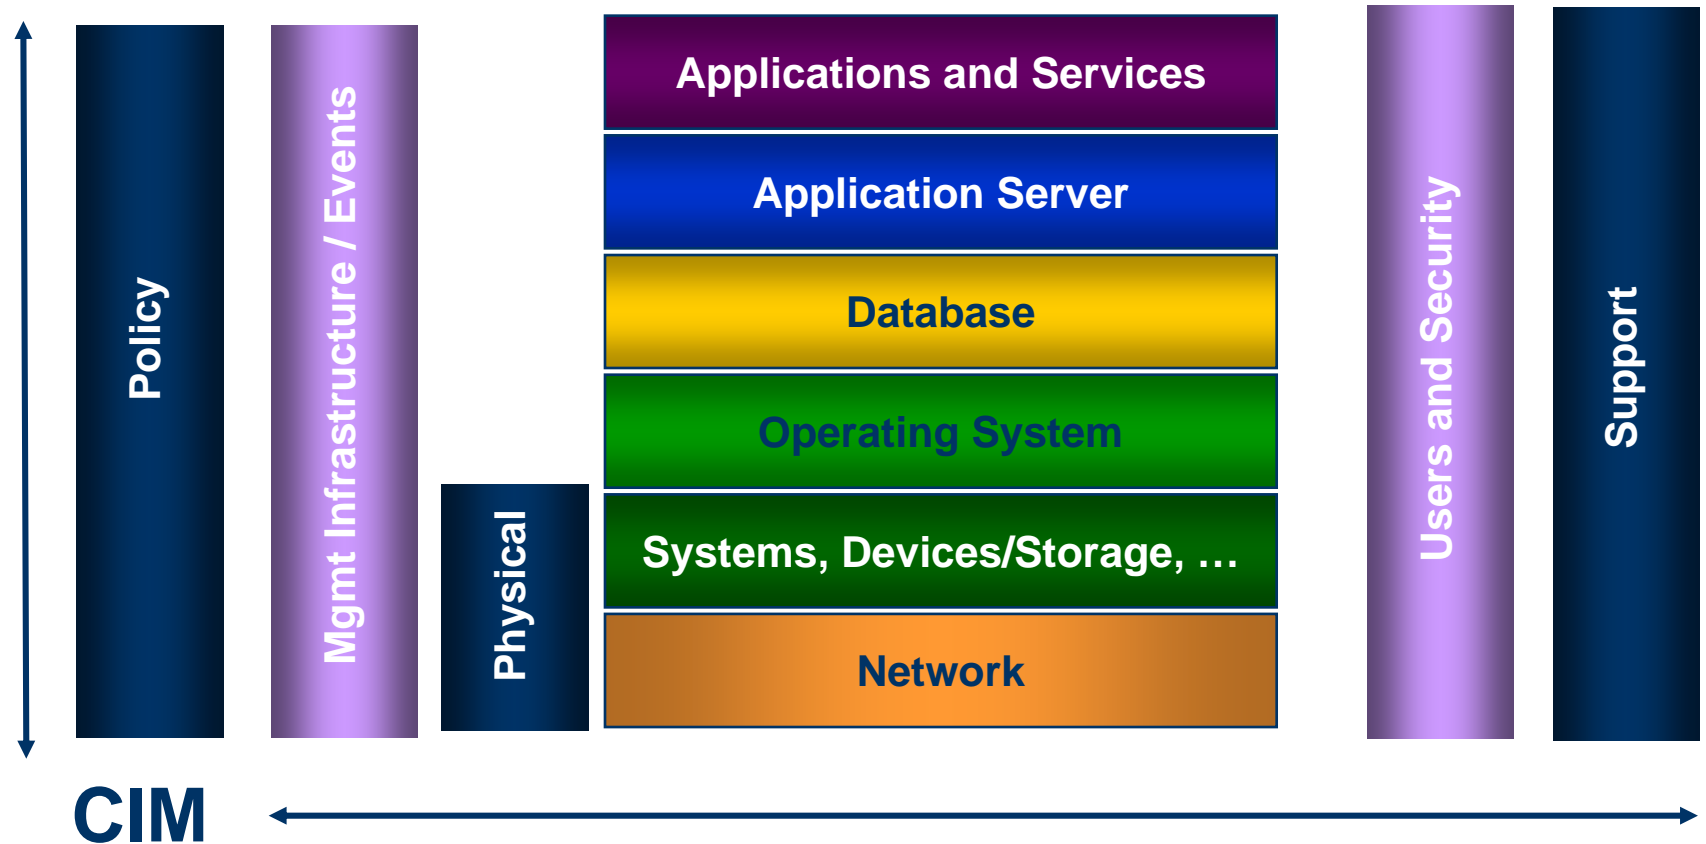 Policy
Mgmt Infrastructure / Events
Physical
Applications and Services
Application Server
Database
Operating System
Systems, Devices/Storage, …
Network
Users and Security
Support
CIM